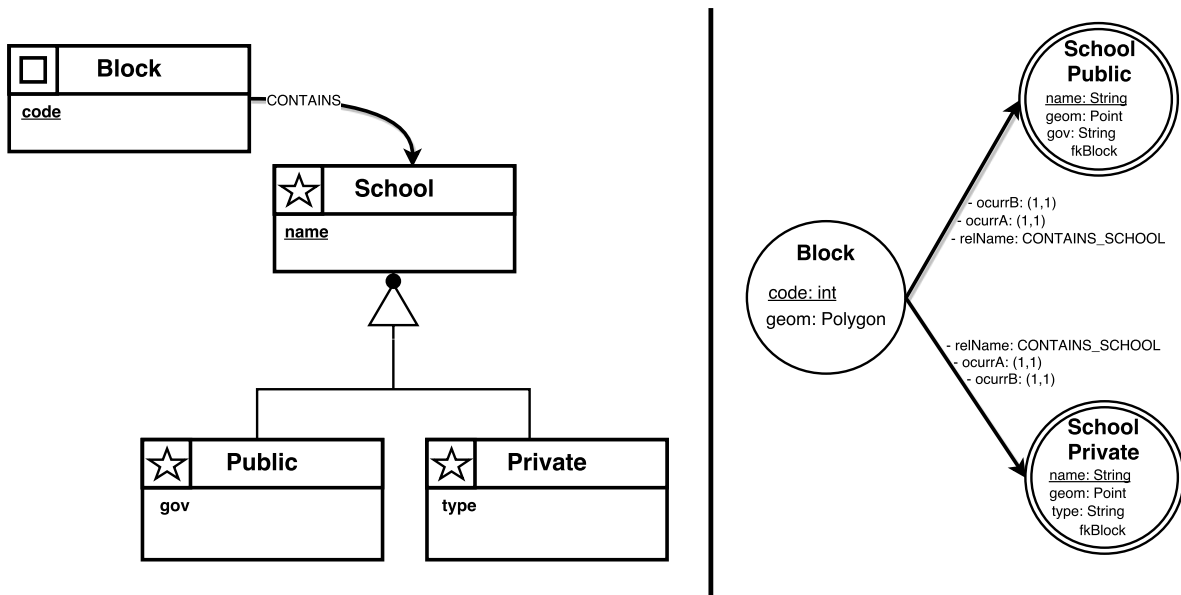 Block
code
CONTAINS
School
name
Public
gov
Private
type
School
Public
name: String
geom: Point
gov: String
fkBlock
- ocurrB: (1,1)
- ocurrA: (1,1)
- relName: CONTAINS_SCHOOL
Block
code: int
geom: Polygon
- relName: CONTAINS_SCHOOL
- ocurrA: (1,1)
- ocurrB: (1,1)
School
Private
name: String
geom: Point
type: String
fkBlock